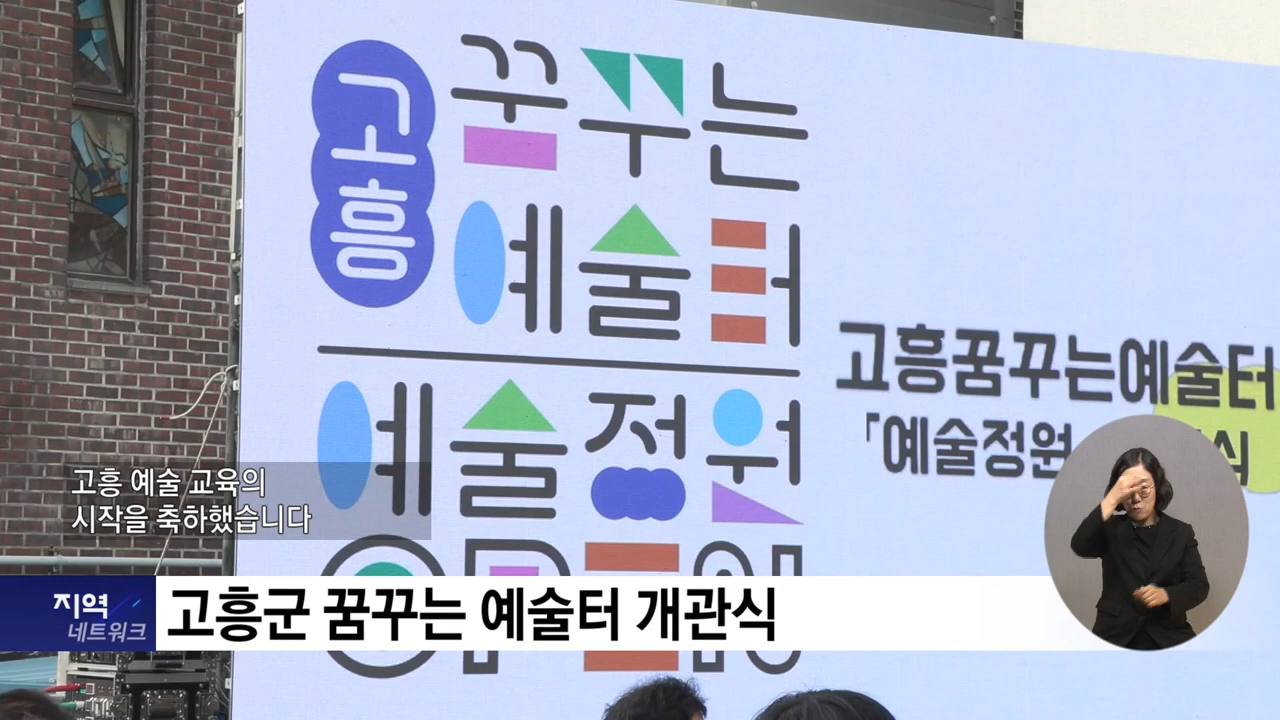 고흥
꿈꾸는
예술터
예술정원
OPEN
고흥꿈꾸는예술터
「예술정원
식
고흥 예술 교육의
시작을 축하했습니다
지역
네트워크
고흥군 꿈꾸는 예술터 개관식